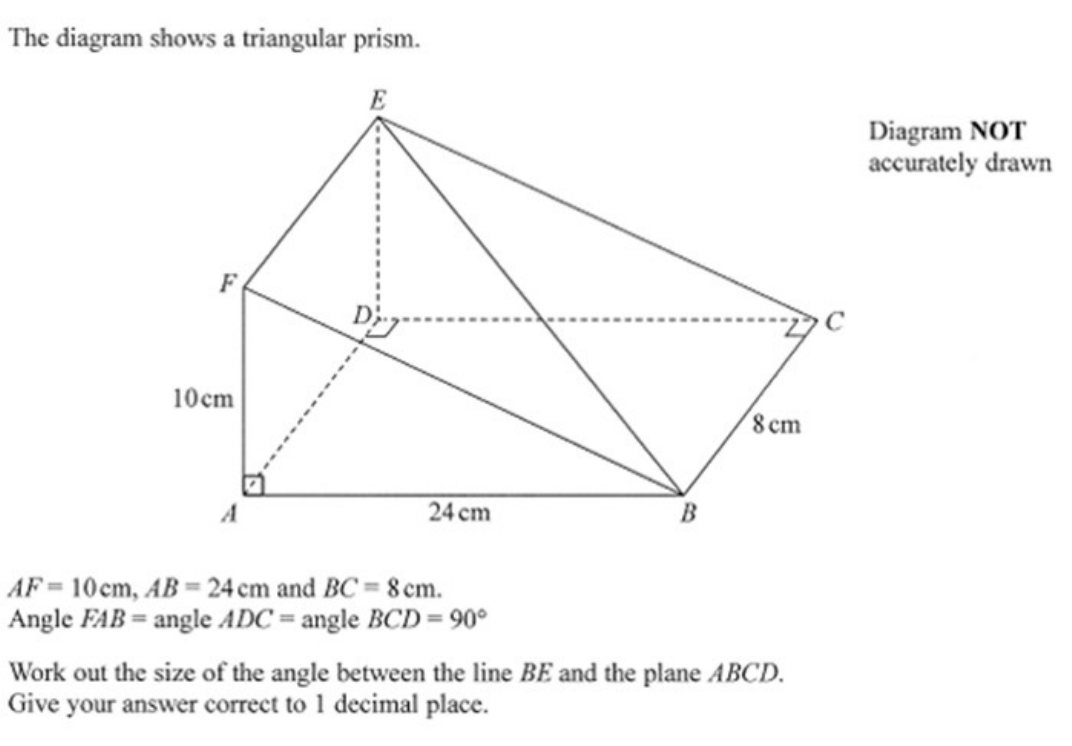 The diagram shows a triangular prism.
E
Diagram NOT
accurately drawn
F
D
C
10 cm
8 cm
A
24 cm
B
AF = 10 cm, AB = 24 cm and BC = 8 cm.
Angle FAB = angle ADC = angle BCD = 90°
Work out the size of the angle between the line BE and the plane ABCD.
Give your answer correct to 1 decimal place.